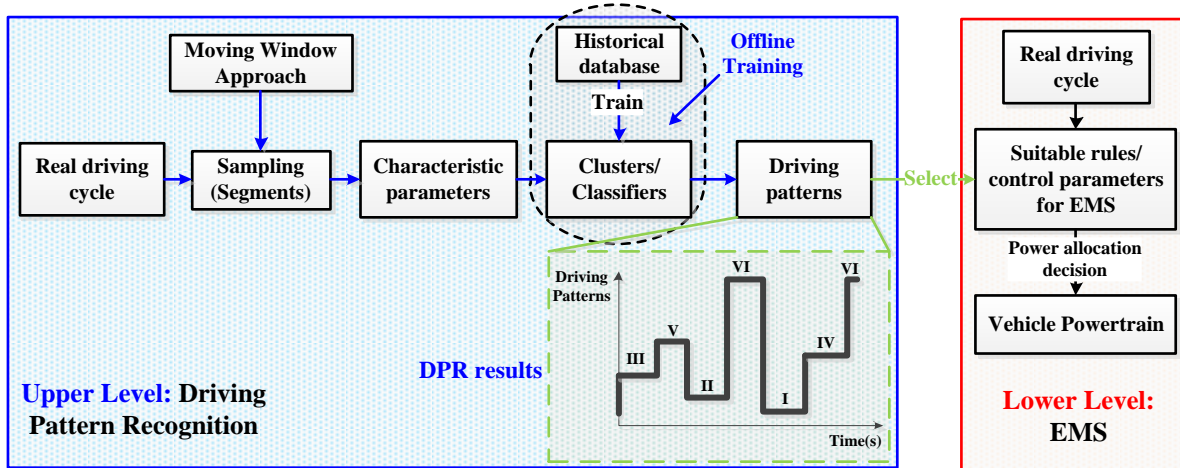 Moving Window
Approach
Historical
database
Offline
Training
Train
Real driving
cycle
Sampling
(Segments)
Characteristic
parameters
Clusters/
Classifiers
Driving
patterns
Select
Real driving
cycle
Suitable rules/
control parameters
for EMS
Power allocation
decision
Vehicle Powertrain
Driving
Patterns
III
V
II
VI
I
IV
VI
Time(s)
DPR results
Upper Level: Driving
Pattern Recognition
Lower Level:
EMS